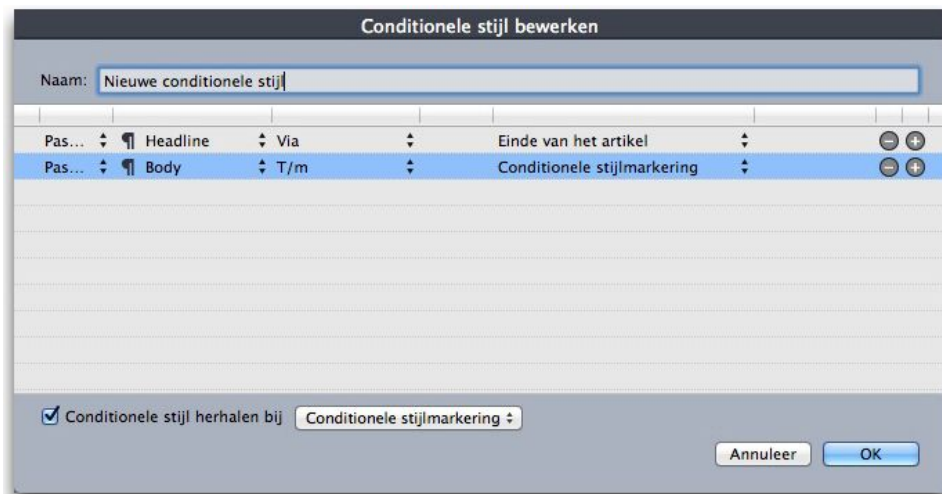 Conditionele stijl bewerken
Naam: Nieuwe conditionele stijl
Pas... ¶ Headline Via Einde van het artikel
Pas... ¶ Body T/m Conditionele stijlmarkering
Conditionele stijl herhalen bij Conditionele stijlmarkering
Annuleer OK